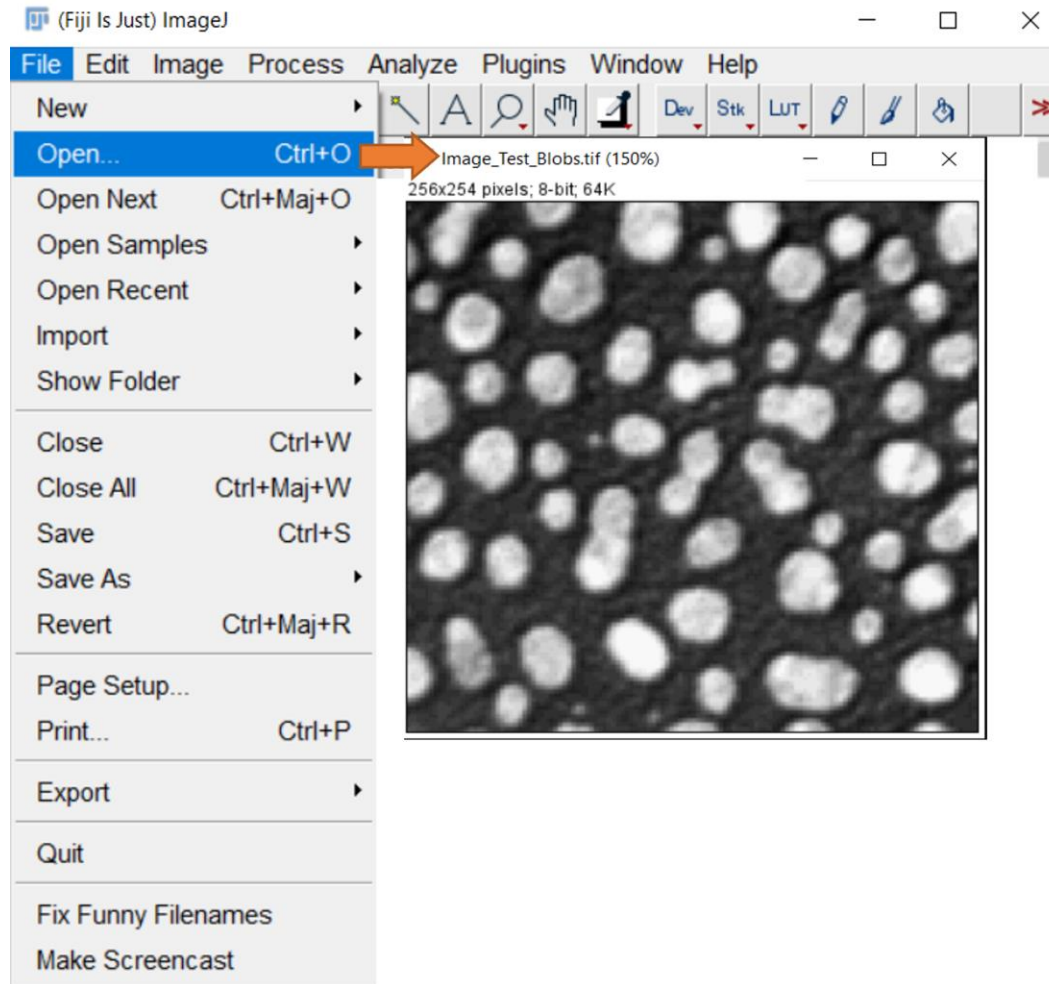 (Fiji Is Just) ImageJ
File Edit Image Process Analyze Plugins Window Help
New
A Dev Stk LUT
Open... Ctrl+O
Image_Test_Blobs.tif (150%)
256x254 pixels; 8-bit; 64K
Open Next Ctrl+Maj+O
Open Samples
Open Recent
Import
Show Folder
Close Ctrl+W
Close All Ctrl+Maj+W
Save Ctrl+S
Save As
Revert Ctrl+Maj+R
Page Setup...
Print... Ctrl+P
Export
Quit
Fix Funny Filenames
Make Screencast